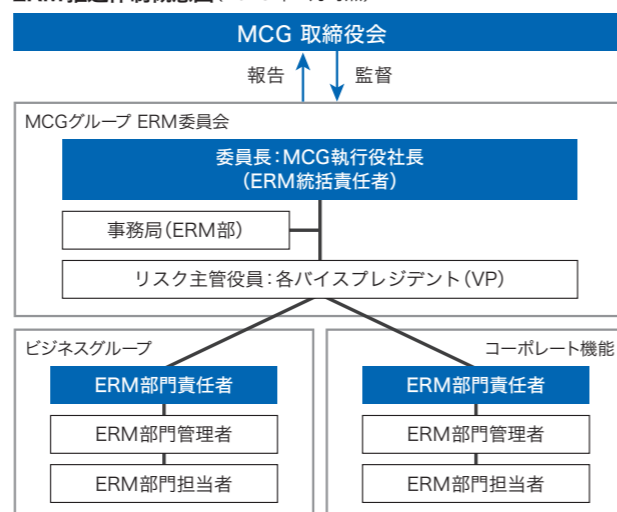 MCG 取締役会
報告
監督
MCGグループ ERM委員会
委員長：MCG執行役社長
（ERM統括責任者）
事務局（ERM部）
リスク主管役員：各バイスプレジデント（VP）
ビジネスグループ
ERM部門責任者
ERM部門管理者
ERM部門担当者
コーポレート機能
ERM部門責任者
ERM部門管理者
ERM部門担当者